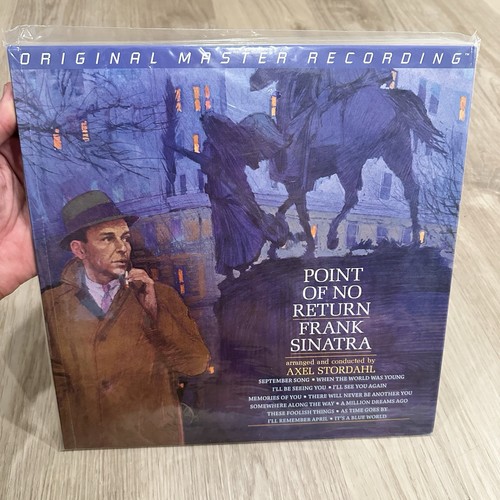 ORIGINAL MASTER RECORDING™
POINT
OF NO
RETURN
FRANK
SINATRA
arranged and conducted by
AXEL STORDAHL
SEPTEMBER SONG • WHEN THE WORLD WAS YOUNG
I'LL BE SEEING YOU • I'LL SEE YOU AGAIN
MEMORIES OF YOU • THERE WILL NEVER BE ANOTHER YOU
SOMEWHERE ALONG THE WAY • A MILLION DREAMS AGO
THESE FOOLISH THINGS • AS TIME GOES BY
I'LL REMEMBER APRIL • IT'S A BLUE WORLD